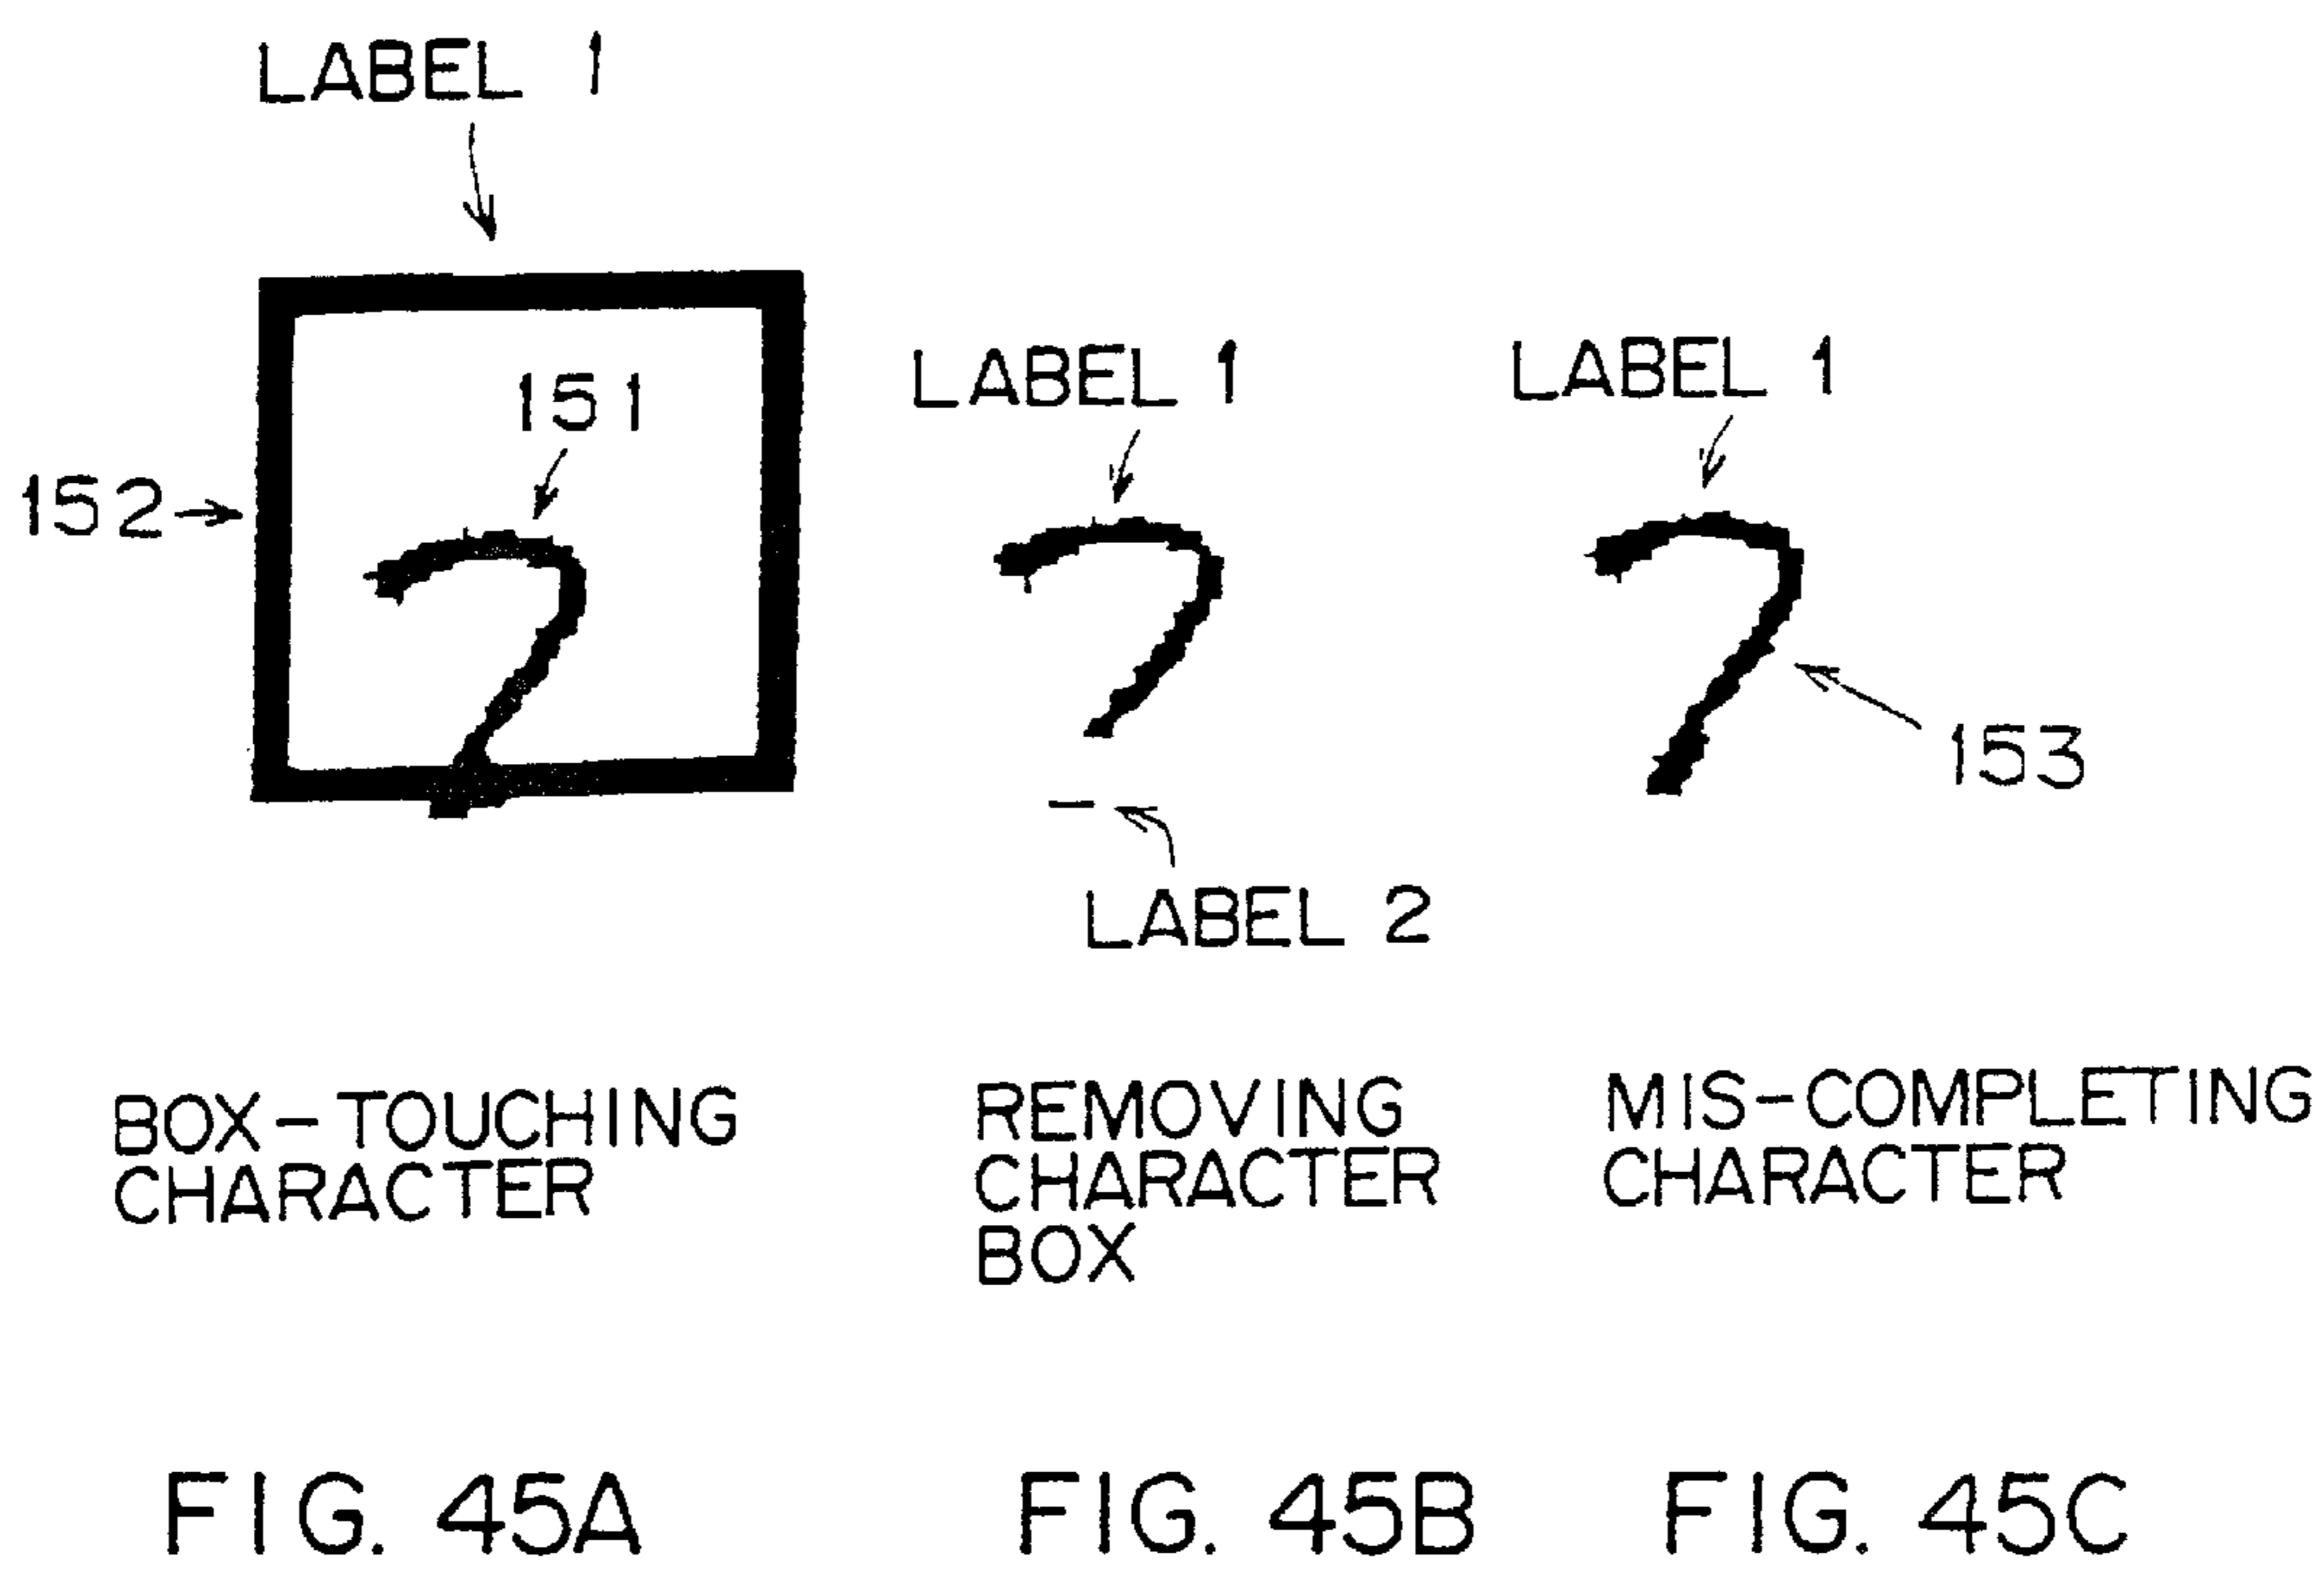 LABEL 1
151
152
LABEL 1
LABEL 2
LABEL 1
153
BOX-TOUCHING
CHARACTER
REMOVING
CHARACTER
BOX
MIS-COMPLETING
CHARACTER
FIG. 45A
FIG. 45B
FIG. 45C